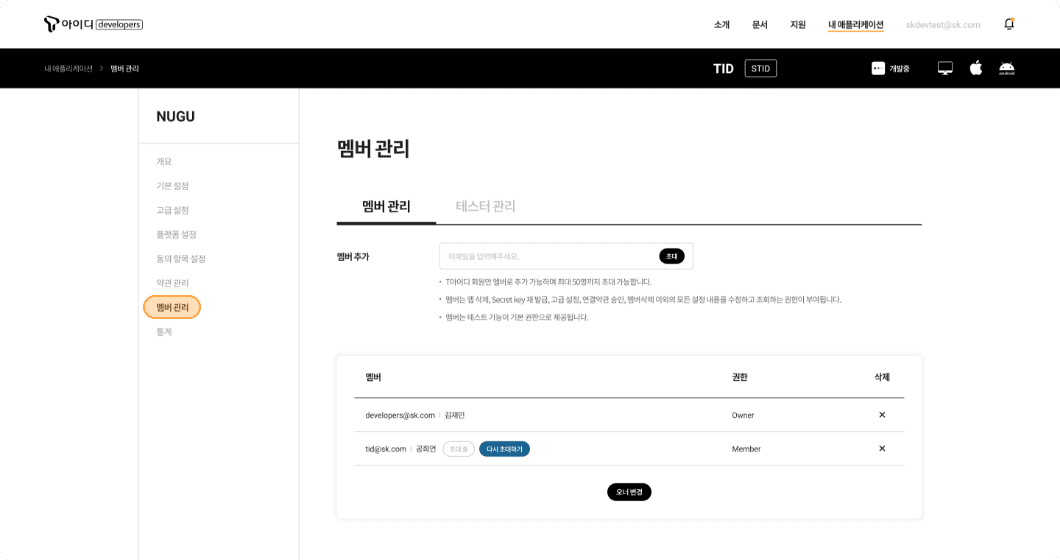 T아이디 developers
소개
문서
지원
내 애플리케이션
skdevtest@sk.com
내 애플리케이션 > 멤버 관리
TID STID
개발중
android
NUGU
개요
기본 설정
고급 설정
플랫폼 설정
동의 항목 설정
약관 관리
멤버 관리
통계
멤버 관리
멤버 관리
테스터 관리
멤버 추가
이메일을 입력해주세요.
초대
• T아이디 회원만 멤버로 추가 가능하며 최대 50명까지 초대 가능합니다.
• 멤버는 앱 삭제, Secret key 재 발급, 고급 설정, 연결약관 승인, 멤버삭제 이외의 모든 설정 내용을 수정하고 조회하는 권한이 부여됩니다.
• 멤버는 테스트 기능이 기본 권한으로 제공됩니다.
멤버 권한 삭제
developers@sk.com | 김재만 Owner ×
tid@sk.com | 공희연 초대중 다시 초대하기 Member ×
오너 변경